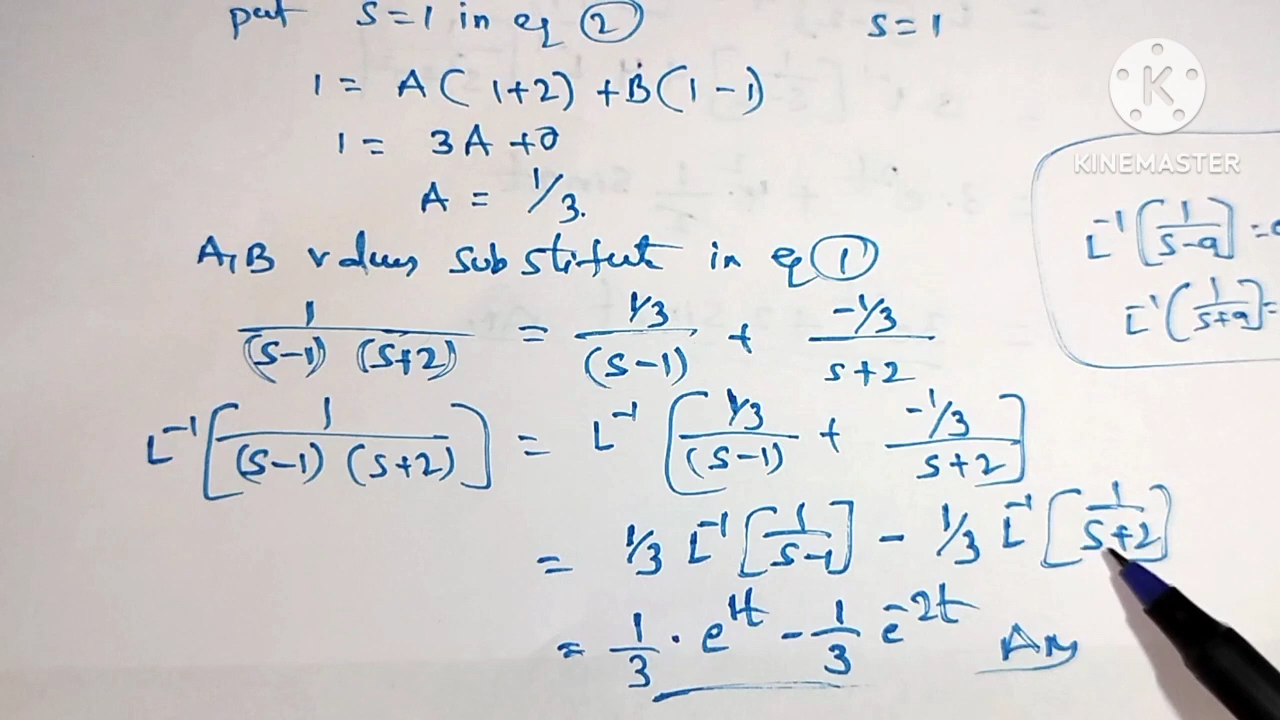 put s=1 in eq ② s=1
1 = A(1+2) + B(1-1)
1 = 3A + 0
A = 1/3.
A,B values substitute in eq ①
1/((s-1)(s+2)) = (1/3)/(s-1) + (-1/3)/(s+2)
L⁻¹[1/((s-1)(s+2))] = L⁻¹[(1/3)/(s-1) + (-1/3)/(s+2)]
= 1/3 L⁻¹[1/(s-1)] - 1/3 L⁻¹[1/(s+2)]
= 1/3 · e^{1t} - 1/3 e^{-2t} Ans
KINEMASTER
L⁻¹[1/(s-a)] =
L⁻¹(1/(s+a)] =